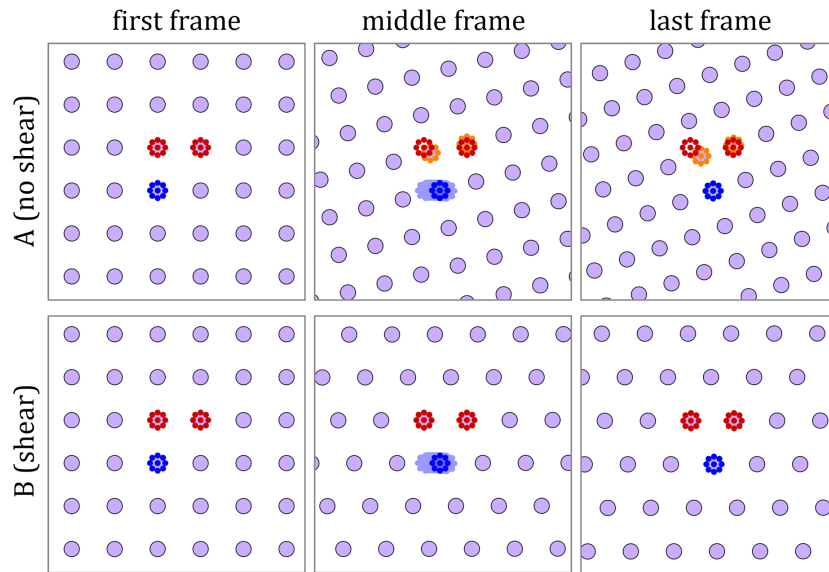 first frame
middle frame
last frame
A (no shear)
B (shear)